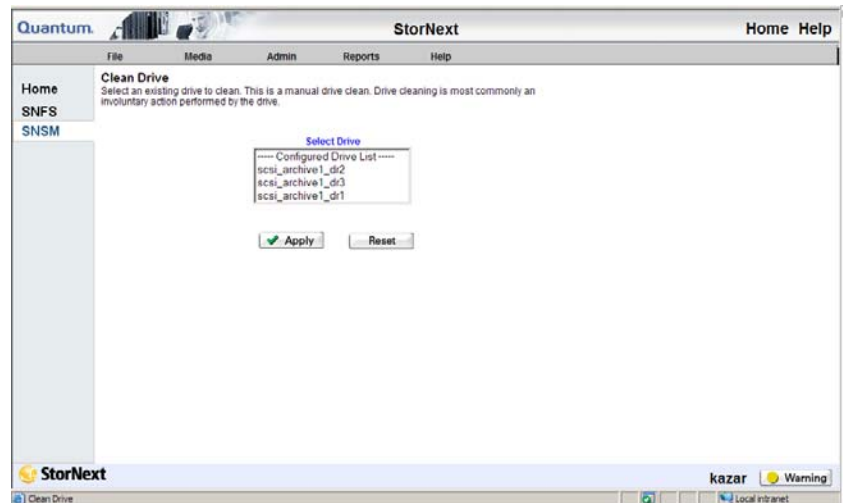 Quantum. StorNext Home Help
File Media Admin Reports Help
Home
SNFS
SNSM
Clean Drive
Select an existing drive to clean. This is a manual drive clean. Drive cleaning is most commonly an
involuntary action performed by the drive.
Select Drive
----- Configured Drive List -----
scsi_archive1_dr2
scsi_archive1_dr3
scsi_archive1_dr1
Apply Reset
StorNext kazar Warning
Clean Drive Local intranet